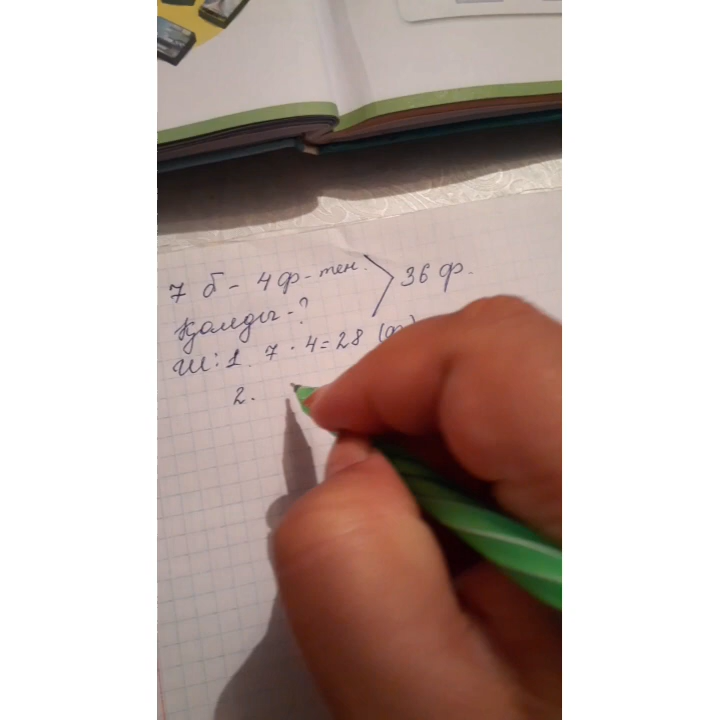 7 б - 4 ф - тен. 36 ф.
Қалды - ?
Ш: 1. 7 · 4 = 28 (ф)
2.